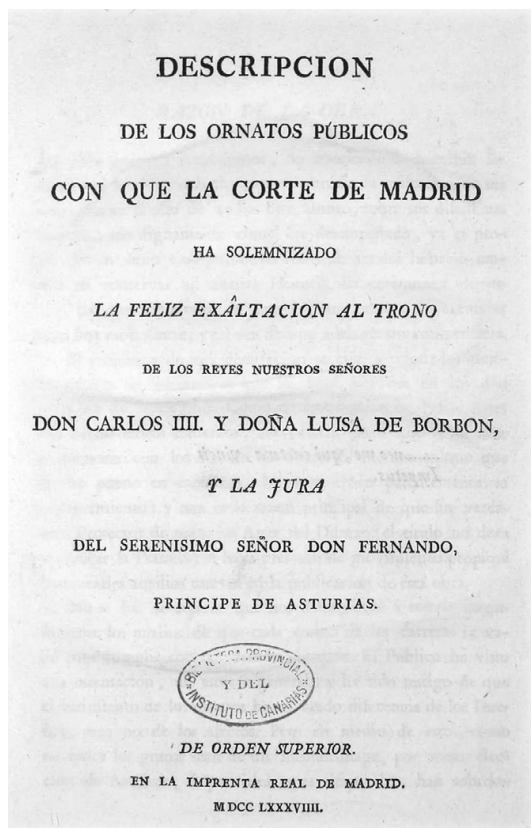 DESCRIPCION
DE LOS ORNATOS PÚBLICOS
CON QUE LA CORTE DE MADRID
HA SOLEMNIZADO
LA FELIZ EXÂLTACION AL TRONO
DE LOS REYES NUESTROS SEÑORES
DON CARLOS IIII. Y DOÑA LUISA DE BORBON,
Y LA JURA
DEL SERENISIMO SEÑOR DON FERNANDO,
PRINCIPE DE ASTURIAS.
BIBLIOTECA PROVINCIAL
Y DEL
INSTITUTO DE CANARIAS
DE ORDEN SUPERIOR.
EN LA IMPRENTA REAL DE MADRID.
MDCC LXXXVIIII.